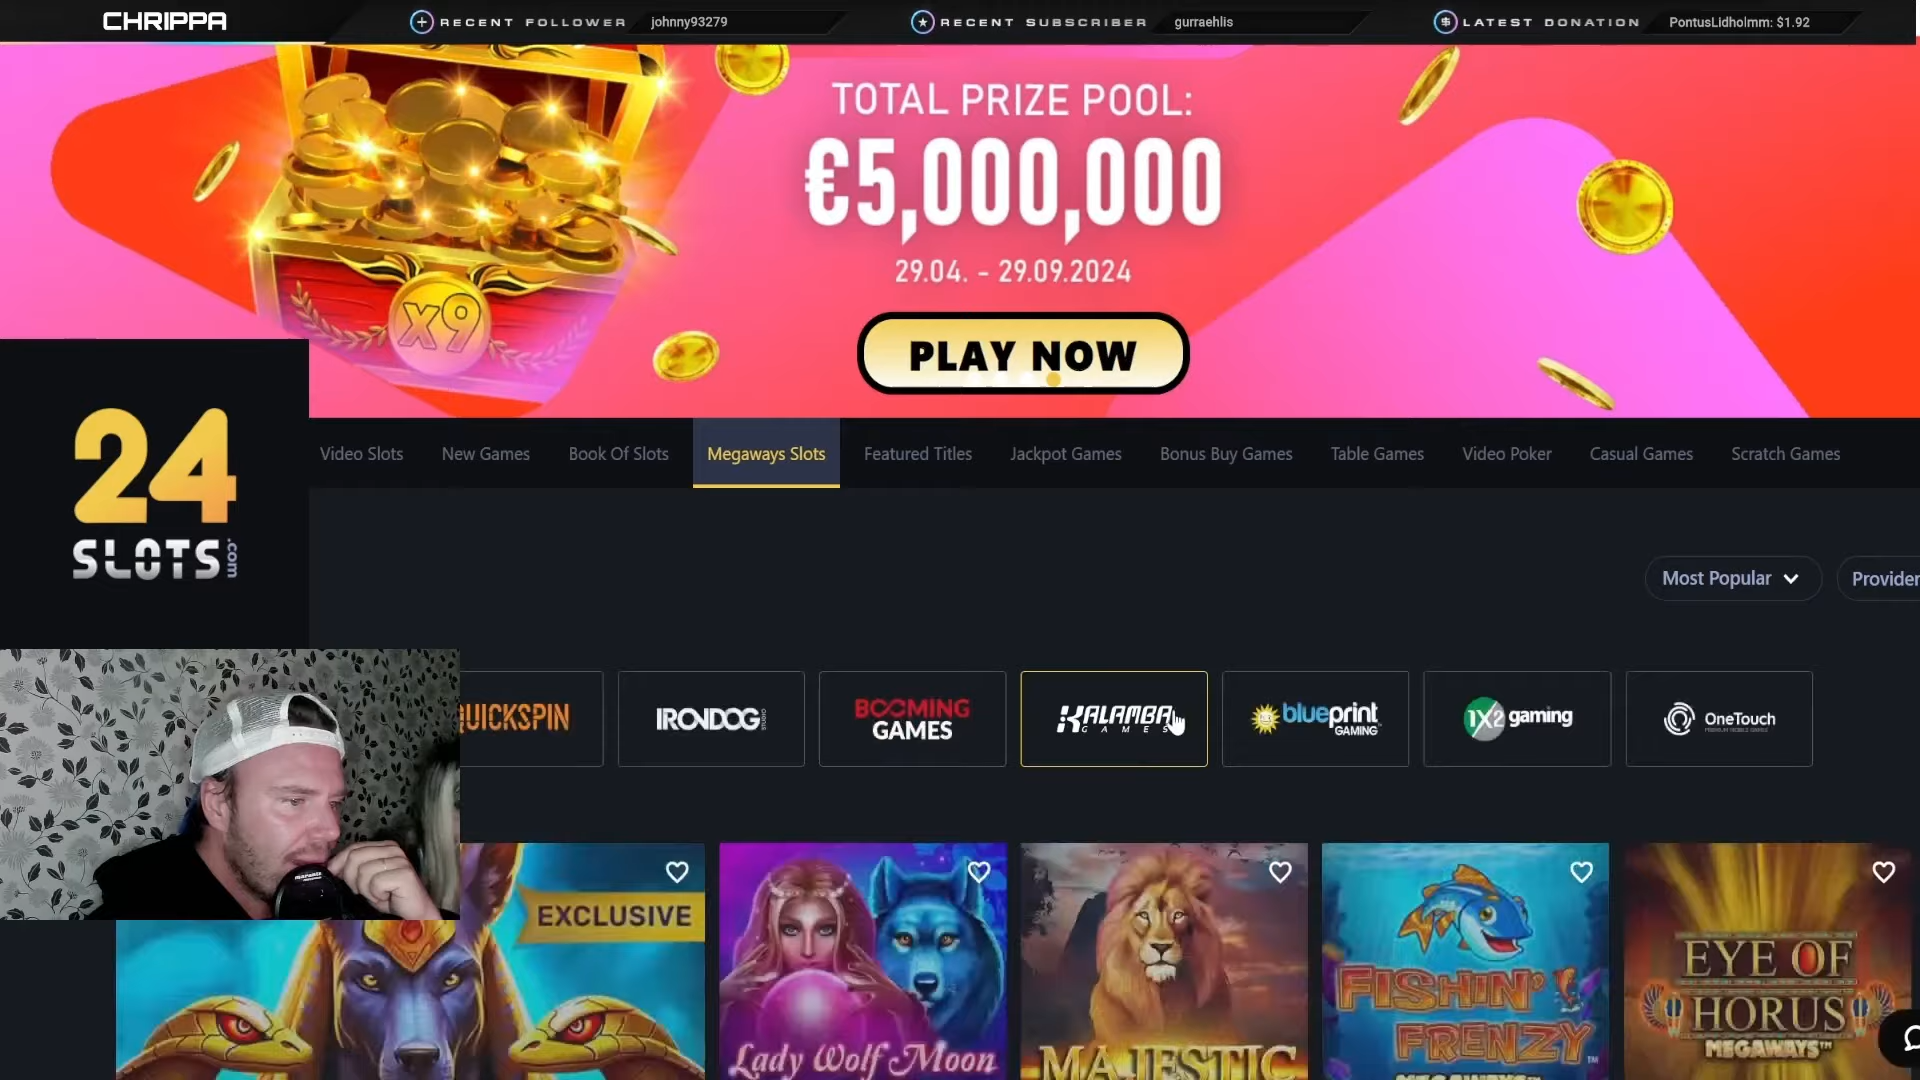 CHRIPPA
RECENT FOLLOWER johnny93279
RECENT SUBSCRIBER gurraehlis
LATEST DONATION PontusLidholmm: $1.92
TOTAL PRIZE POOL:
€5,000,000
29.04. - 29.09.2024
x9
PLAY NOW
24
SLOTS.com
Video Slots
New Games
Book Of Slots
Megaways Slots
Featured Titles
Jackpot Games
Bonus Buy Games
Table Games
Video Poker
Casual Games
Scratch Games
Most Popular
Provider
QUICKSPIN
IRONDOG
BOOMING
GAMES
KALAMBA
GAMES
blueprint
GAMING
1X2 gaming
OneTouch
EXCLUSIVE
Lady Wolf Moon
MAJESTIC
FISHIN'
FRENZY
MEGAWAYS
EYE OF
HORUS
MEGAWAYS™